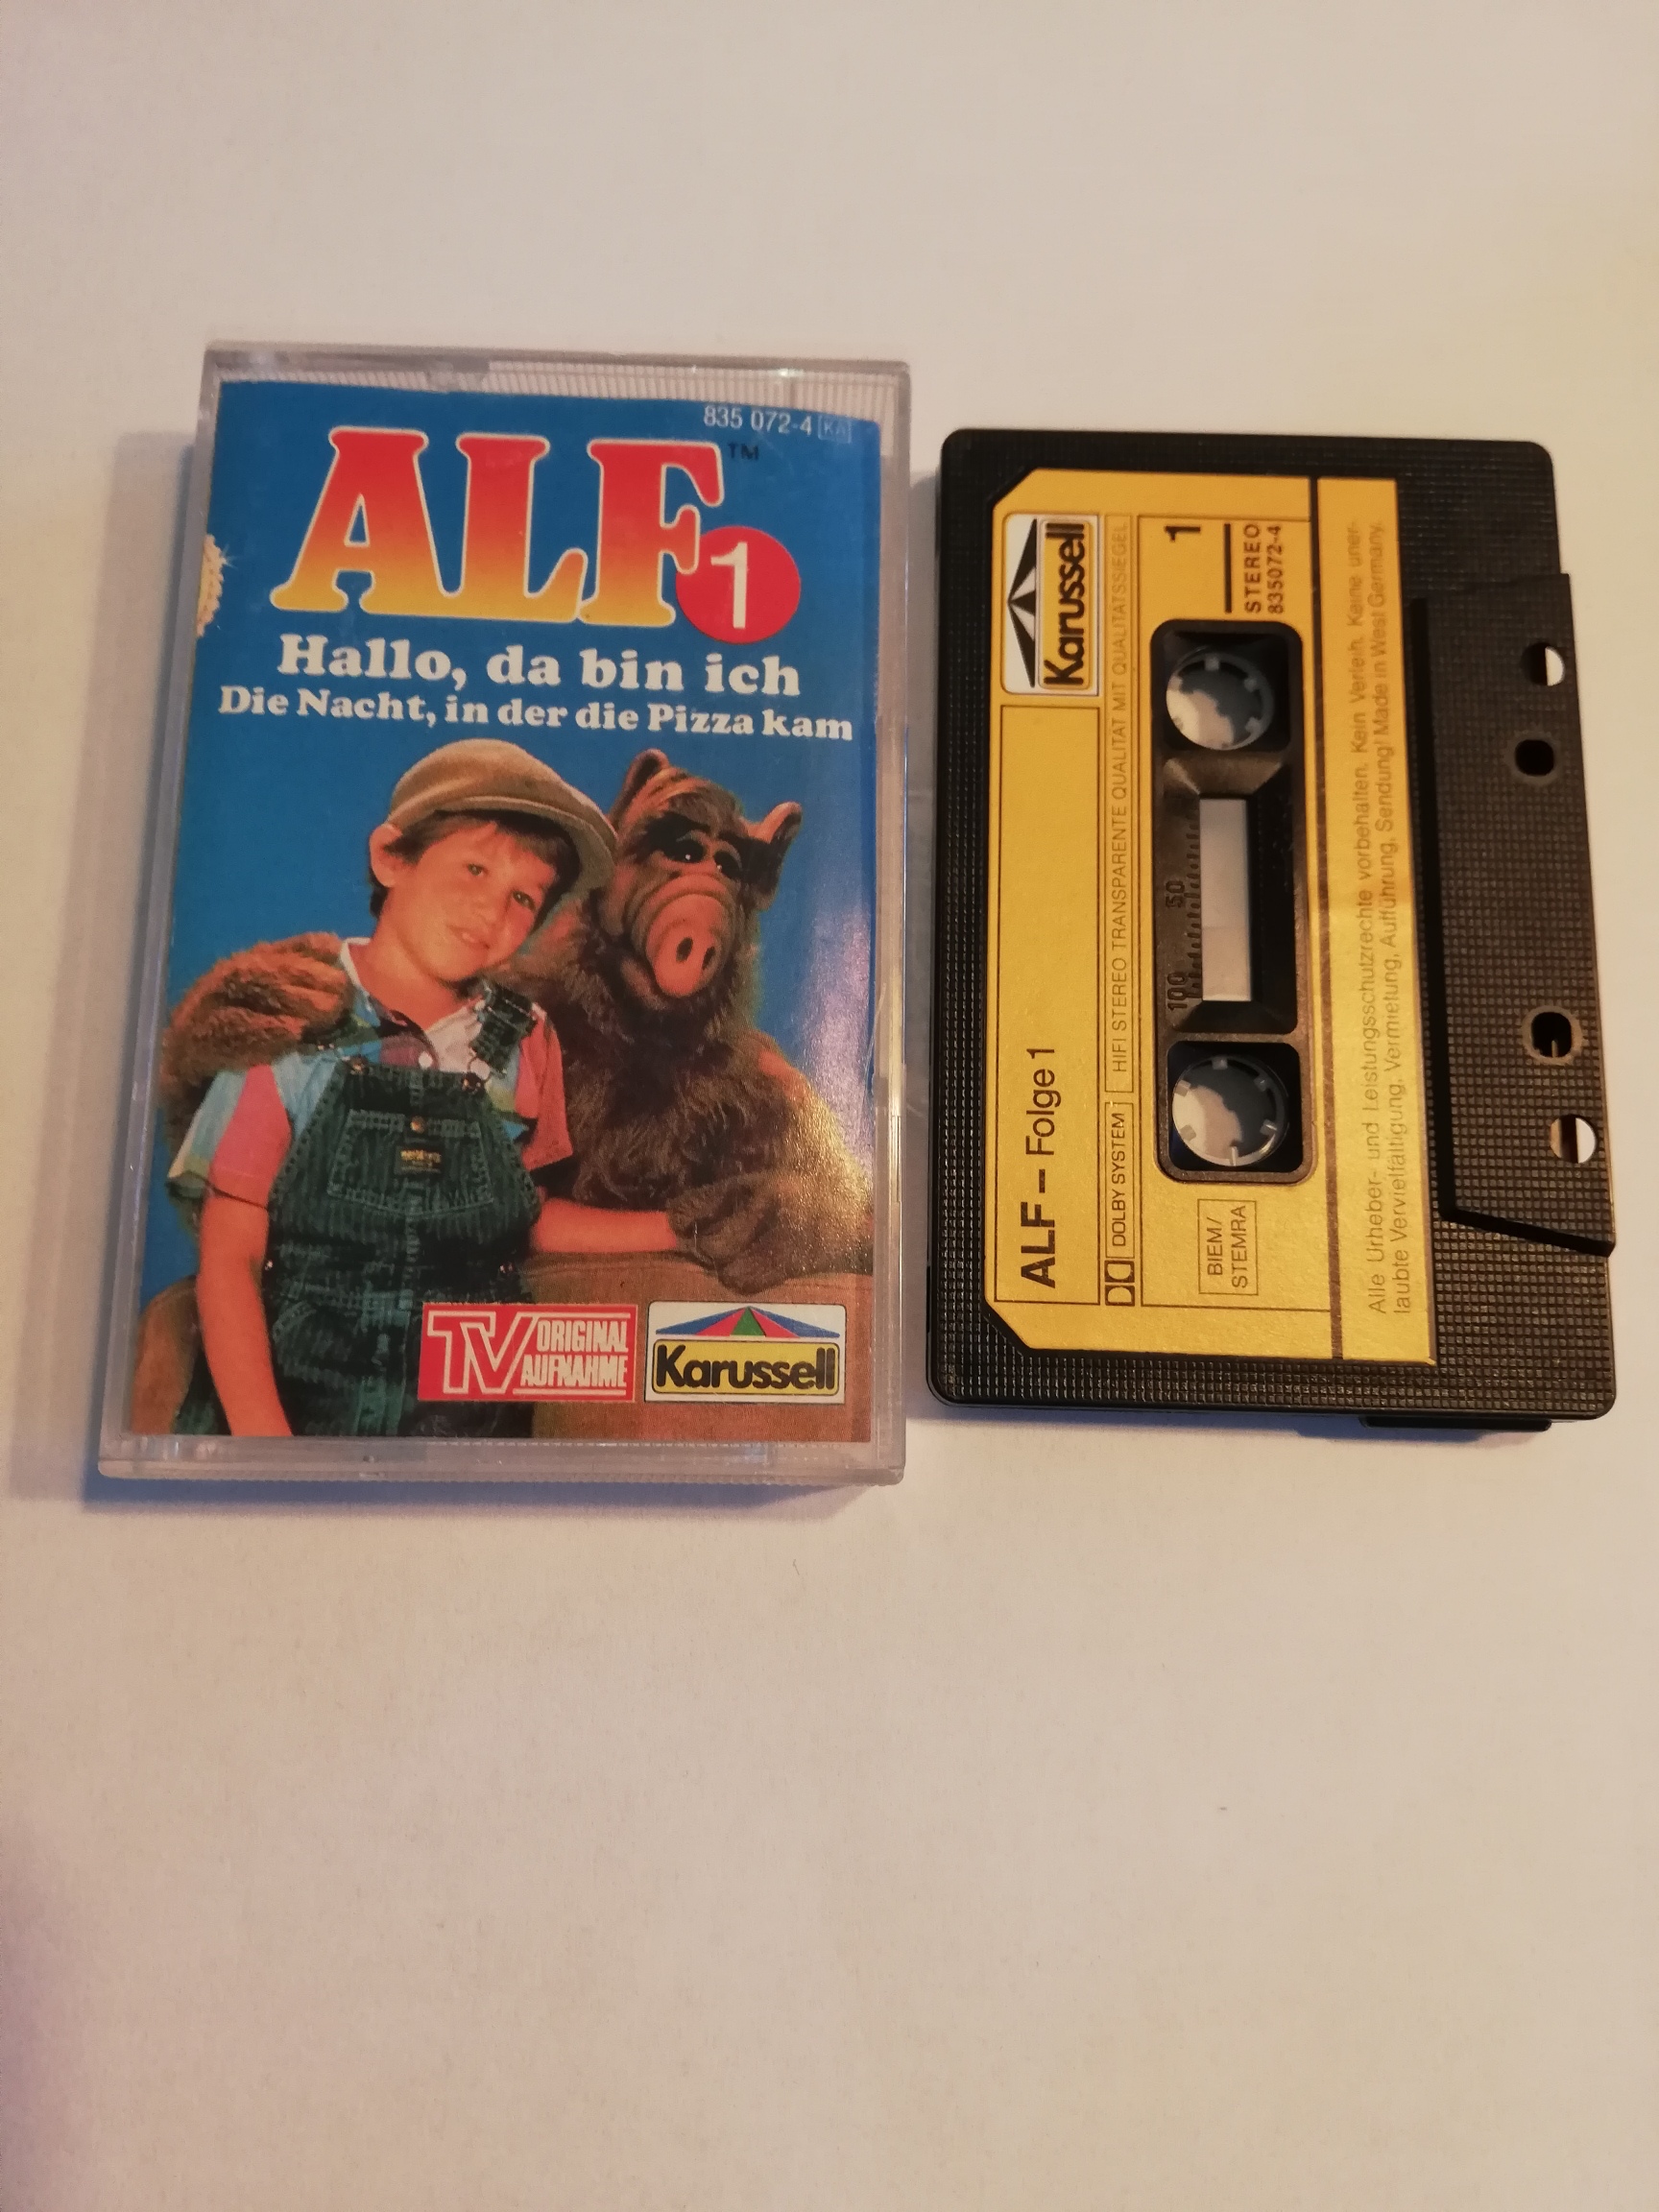 835 072-4 KA
ALF™
1
Hallo, da bin ich
Die Nacht, in der die Pizza kam
TV ORIGINAL
AUFNAHME
Karussell
Karussell
ALF – Folge 1
DOLBY SYSTEM
HIFI STEREO TRANSPARENTE QUALITÄT MIT QUALITÄTSSIEGEL
1
STEREO
835072-4
100 50
BIEM/
STEMRA
Alle Urheber- und Leistungsschutzrechte vorbehalten. Kein Verleih. Keine uner-
laubte Vervielfältigung, Vermietung, Aufführung, Sendung! Made in West Germany.